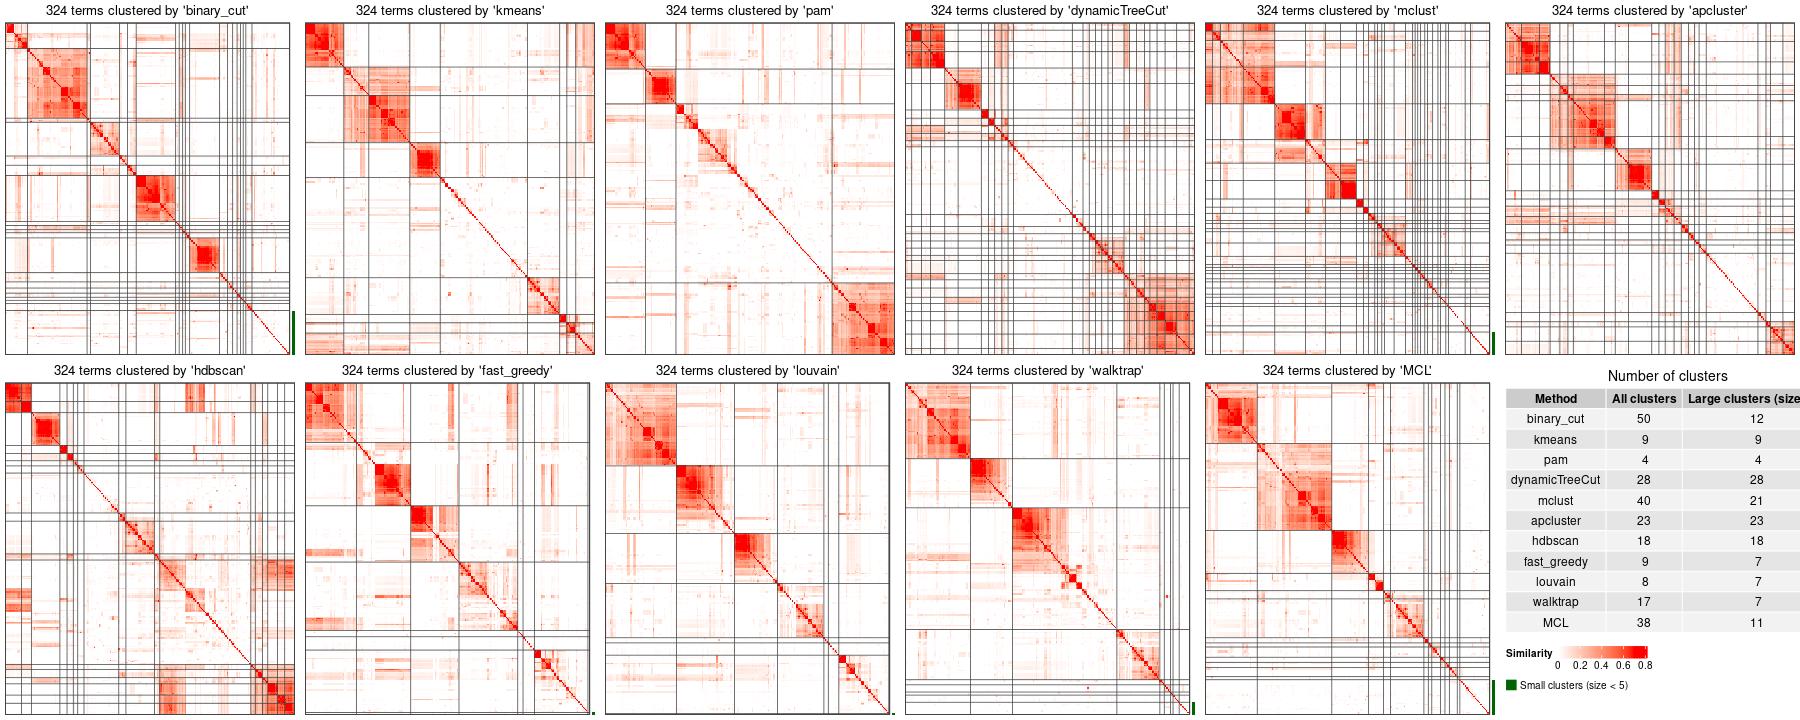 324 terms clustered by 'binary_cut'
324 terms clustered by 'kmeans'
324 terms clustered by 'pam'
324 terms clustered by 'dynamicTreeCut'
324 terms clustered by 'mclust'
324 terms clustered by 'apcluster'
324 terms clustered by 'hdbscan'
324 terms clustered by 'fast_greedy'
324 terms clustered by 'louvain'
324 terms clustered by 'walktrap'
324 terms clustered by 'MCL'
Number of clusters
Method All clusters Large clusters (size
binary_cut 50 12
kmeans 9 9
pam 4 4
dynamicTreeCut 28 28
mclust 40 21
apcluster 23 23
hdbscan 18 18
fast_greedy 9 7
louvain 8 7
walktrap 17 7
MCL 38 11
Similarity
0 0.2 0.4 0.6 0.8
Small clusters (size < 5)